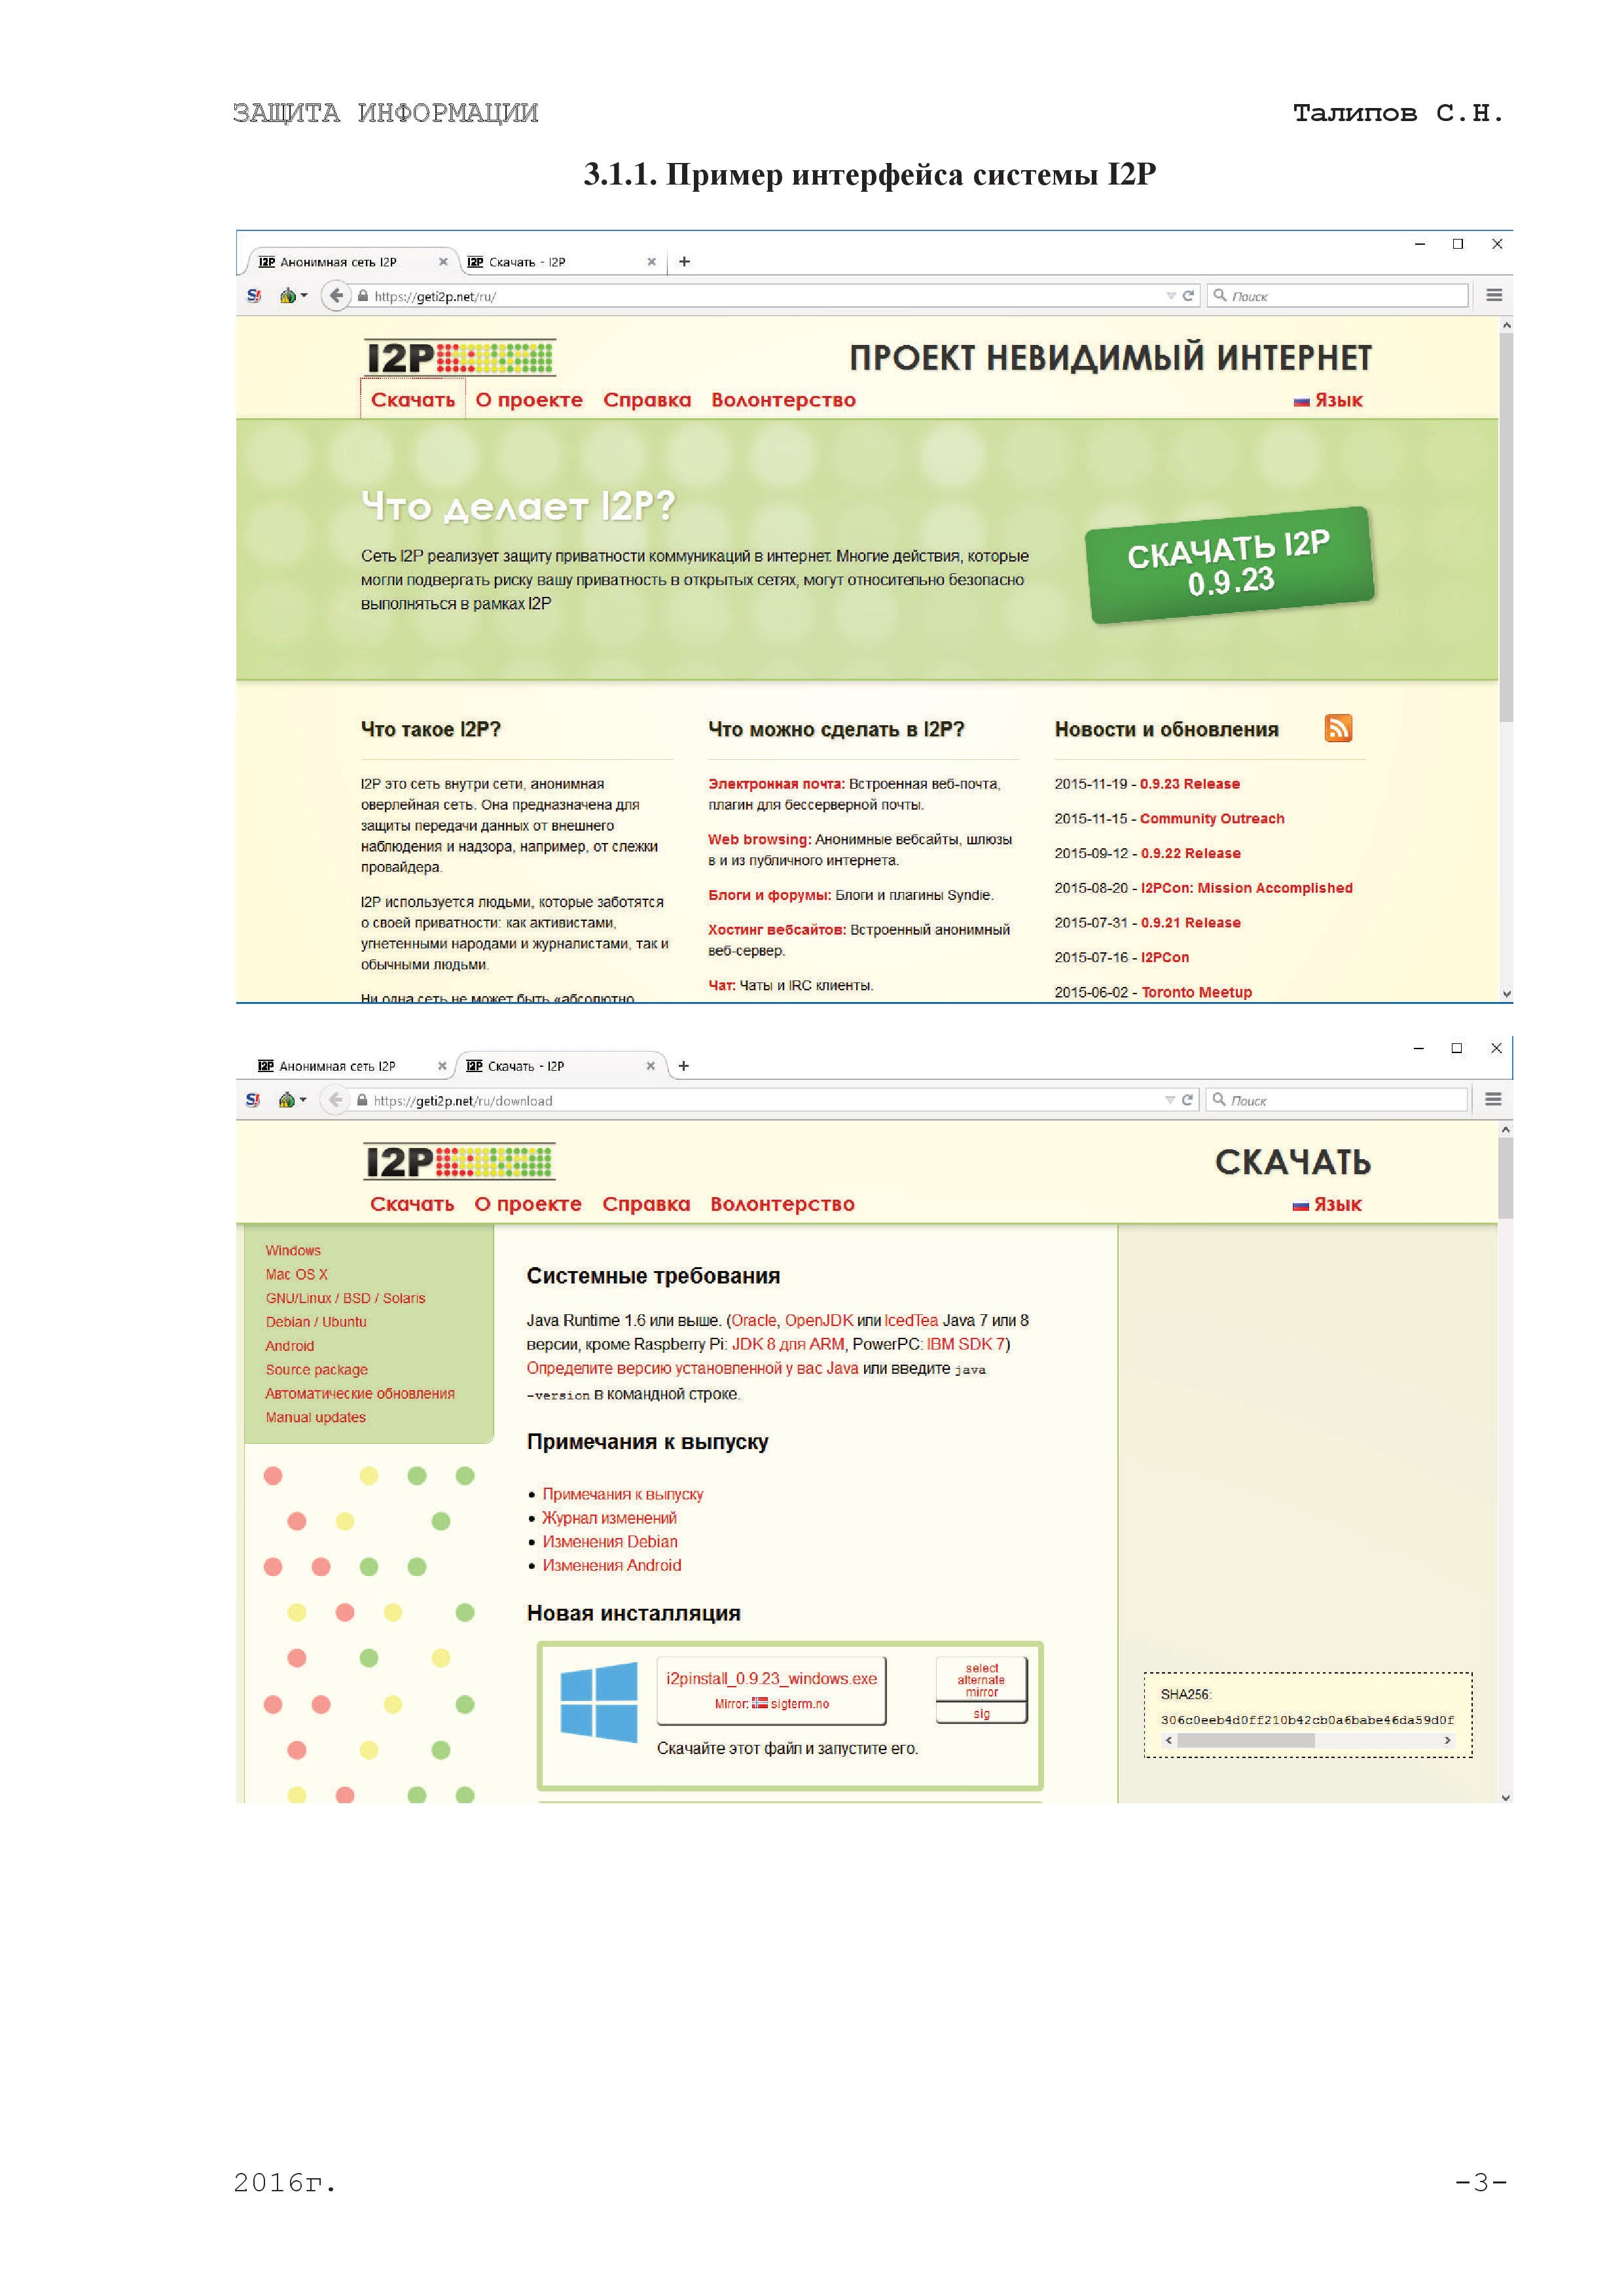 ЗАЩИТА ИНФОРМАЦИИ Талипов С.Н.
3.1.1. Пример интерфейса системы I2P
I2P Анонимная сеть I2P I2P Скачать - I2P
https://geti2p.net/ru/ Поиск
I2P ПРОЕКТ НЕВИДИМЫЙ ИНТЕРНЕТ
Скачать О проекте Справка Волонтерство Язык
Что делает I2P?
Сеть I2P реализует защиту приватности коммуникаций в интернет. Многие действия, которые
могли подвергать риску вашу приватность в открытых сетях, могут относительно безопасно
выполняться в рамках I2P
СКАЧАТЬ I2P
0.9.23
Что такое I2P?
I2P это сеть внутри сети, анонимная
оверлейная сеть. Она предназначена для
защиты передачи данных от внешнего
наблюдения и надзора, например, от слежки
провайдера.
I2P используется людьми, которые заботятся
о своей приватности: как активистами,
угнетенными народами и журналистами, так и
обычными людьми.
Ни одна сеть не может быть «абсолютно
Что можно сделать в I2P?
Электронная почта: Встроенная веб-почта,
плагин для бессерверной почты.
Web browsing: Анонимные вебсайты, шлюзы
в и из публичного интернета.
Блоги и форумы: Блоги и плагины Syndie.
Хостинг вебсайтов: Встроенный анонимный
веб-сервер.
Чат: Чаты и IRC клиенты.
Новости и обновления
2015-11-19 - 0.9.23 Release
2015-11-15 - Community Outreach
2015-09-12 - 0.9.22 Release
2015-08-20 - I2PCon: Mission Accomplished
2015-07-31 - 0.9.21 Release
2015-07-16 - I2PCon
2015-06-02 - Toronto Meetup
I2P Анонимная сеть I2P I2P Скачать - I2P
https://geti2p.net/ru/download Поиск
I2P СКАЧАТЬ
Скачать О проекте Справка Волонтерство Язык
Windows
Mac OS X
GNU/Linux / BSD / Solaris
Debian / Ubuntu
Android
Source package
Автоматические обновления
Manual updates
Системные требования
Java Runtime 1.6 или выше. (Oracle, OpenJDK или IcedTea Java 7 или 8
версии, кроме Raspberry Pi: JDK 8 для ARM, PowerPC: IBM SDK 7)
Определите версию установленной у вас Java или введите java
-version в командной строке.
Примечания к выпуску
• Примечания к выпуску
• Журнал изменений
• Изменения Debian
• Изменения Android
Новая инсталляция
i2pinstall_0.9.23_windows.exe
Mirror: sigterm.no
select
alternate
mirror
sig
Скачайте этот файл и запустите его.
SHA256:
306c0eeb4d0ff210b42cb0a6babe46da59d0f
2016г. -3-